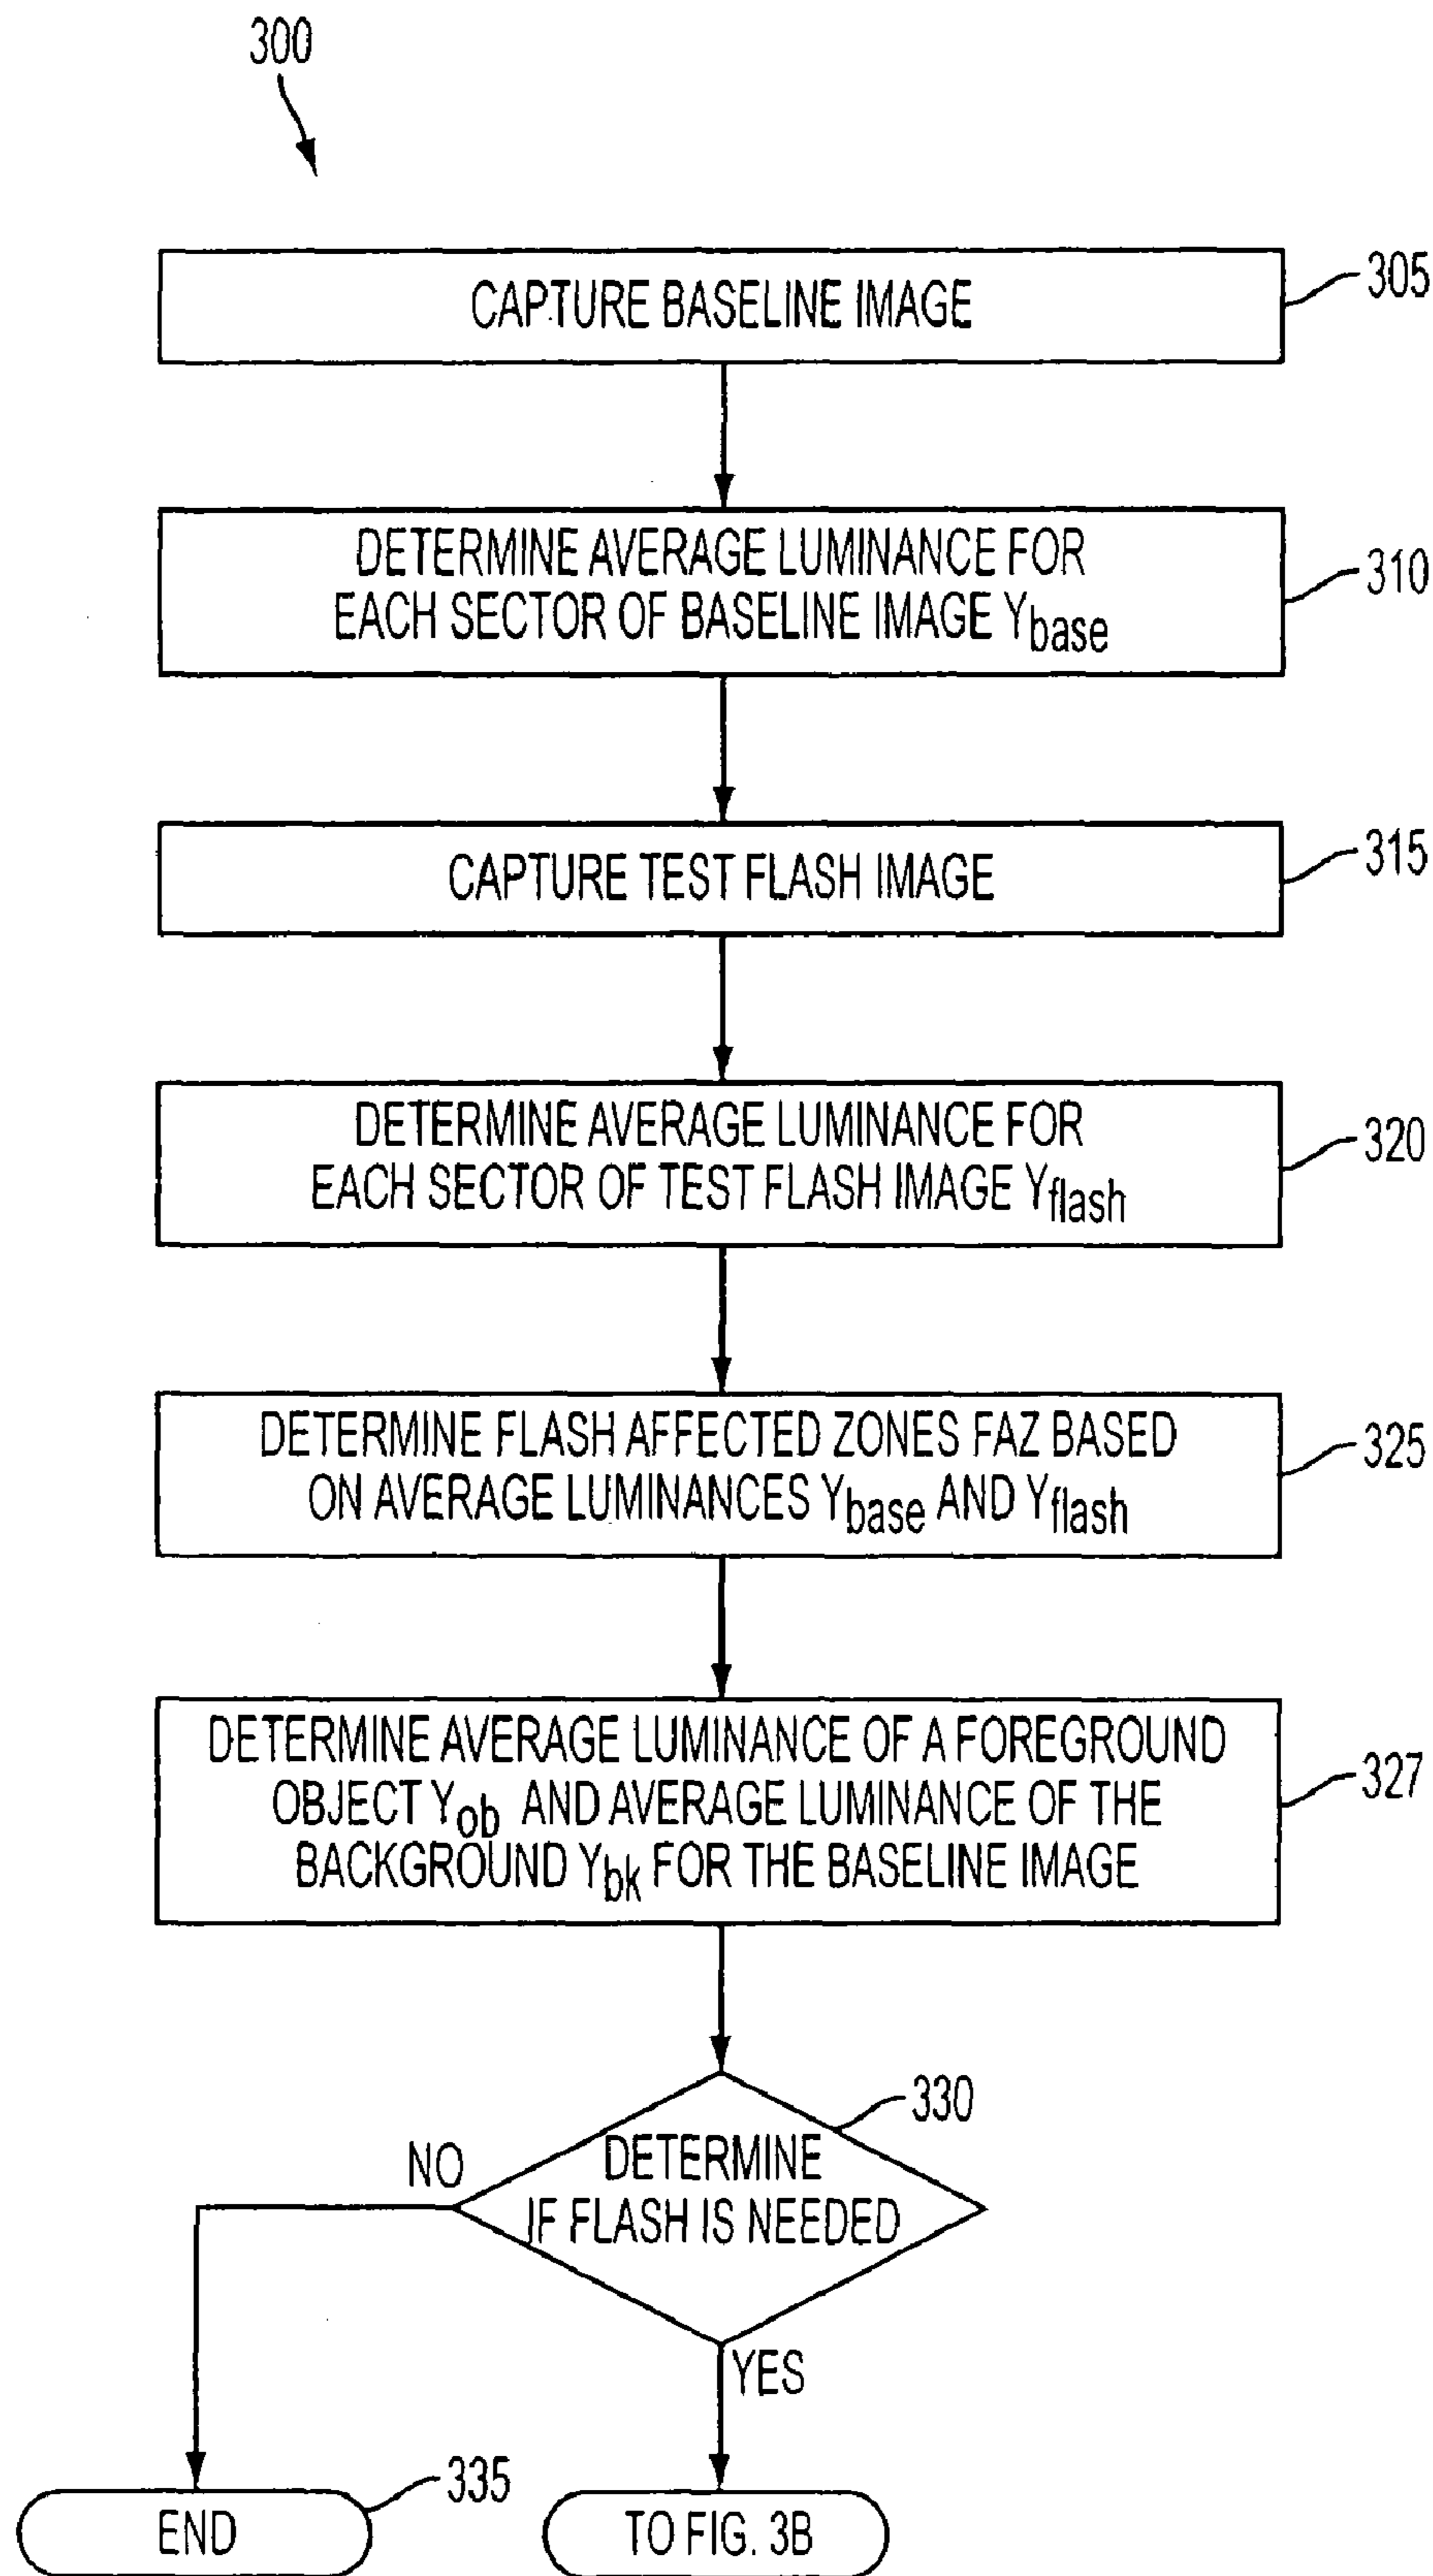 300
CAPTURE BASELINE IMAGE
305
DETERMINE AVERAGE LUMINANCE FOR
EACH SECTOR OF BASELINE IMAGE Ybase
310
CAPTURE TEST FLASH IMAGE
315
DETERMINE AVERAGE LUMINANCE FOR
EACH SECTOR OF TEST FLASH IMAGE Yflash
320
DETERMINE FLASH AFFECTED ZONES FAZ BASED
ON AVERAGE LUMINANCES Ybase AND Yflash
325
DETERMINE AVERAGE LUMINANCE OF A FOREGROUND
OBJECT Yob AND AVERAGE LUMINANCE OF THE
BACKGROUND Ybk FOR THE BASELINE IMAGE
327
330
NO
DETERMINE
IF FLASH IS NEEDED
YES
335
END
TO FIG. 3B